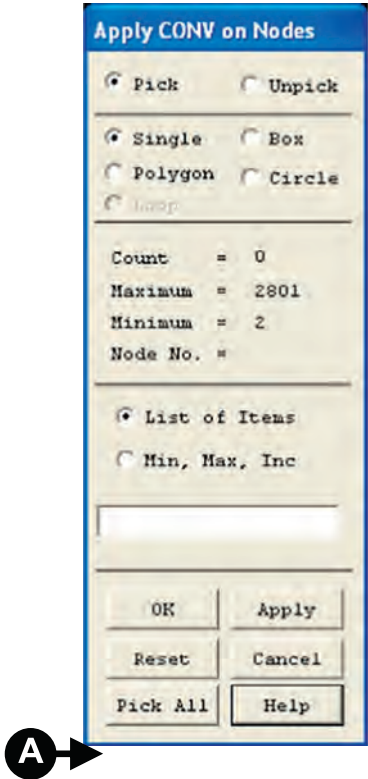 Apply CONV on Nodes
Pick Unpick
Single Box
Polygon Circle
Loop
Count = 0
Maximum = 2801
Minimum = 2
Node No. =
List of Items
Min, Max, Inc
OK Apply
Reset Cancel
Pick All Help
A